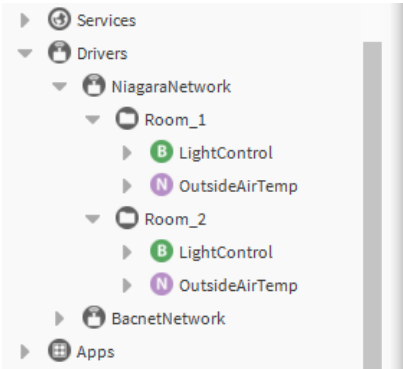 Services
Drivers
NiagaraNetwork
Room_1
B LightControl
N OutsideAirTemp
Room_2
B LightControl
N OutsideAirTemp
BacnetNetwork
Apps